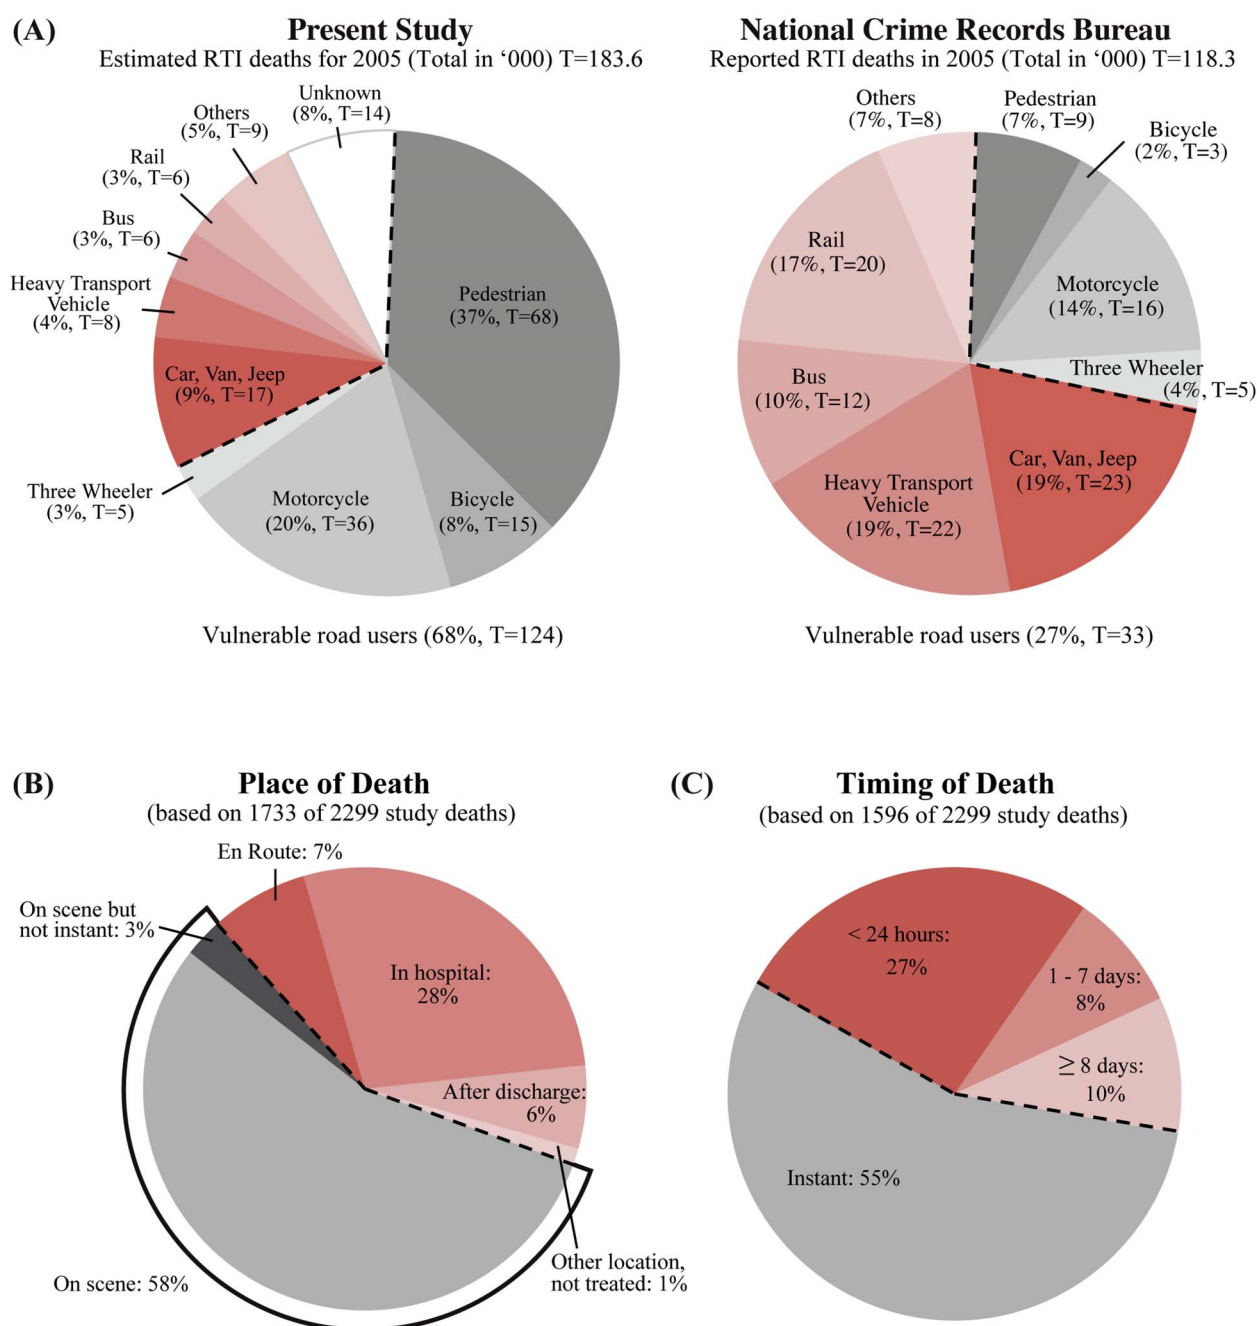 (A)
Present Study
Estimated RTI deaths for 2005 (Total in ‘000) T=183.6
Unknown
(8%, T=14)
Others
(5%, T=9)
Rail
(3%, T=6)
Bus
(3%, T=6)
Heavy Transport
Vehicle
(4%, T=8)
Car, Van, Jeep
(9%, T=17)
Three Wheeler
(3%, T=5)
Motorcycle
(20%, T=36)
Bicycle
(8%, T=15)
Pedestrian
(37%, T=68)
Vulnerable road users (68%, T=124)
National Crime Records Bureau
Reported RTI deaths in 2005 (Total in ‘000) T=118.3
Others
(7%, T=8)
Pedestrian
(7%, T=9)
Bicycle
(2%, T=3)
Rail
(17%, T=20)
Motorcycle
(14%, T=16)
Three Wheeler
(4%, T=5)
Bus
(10%, T=12)
Car, Van, Jeep
(19%, T=23)
Heavy Transport
Vehicle
(19%, T=22)
Vulnerable road users (27%, T=33)
(B)
Place of Death
(based on 1733 of 2299 study deaths)
En Route: 7%
On scene but
not instant: 3%
In hospital:
28%
After discharge:
6%
Other location,
not treated: 1%
On scene: 58%
(C)
Timing of Death
(based on 1596 of 2299 study deaths)
< 24 hours:
27%
1 - 7 days:
8%
≥ 8 days:
10%
Instant: 55%